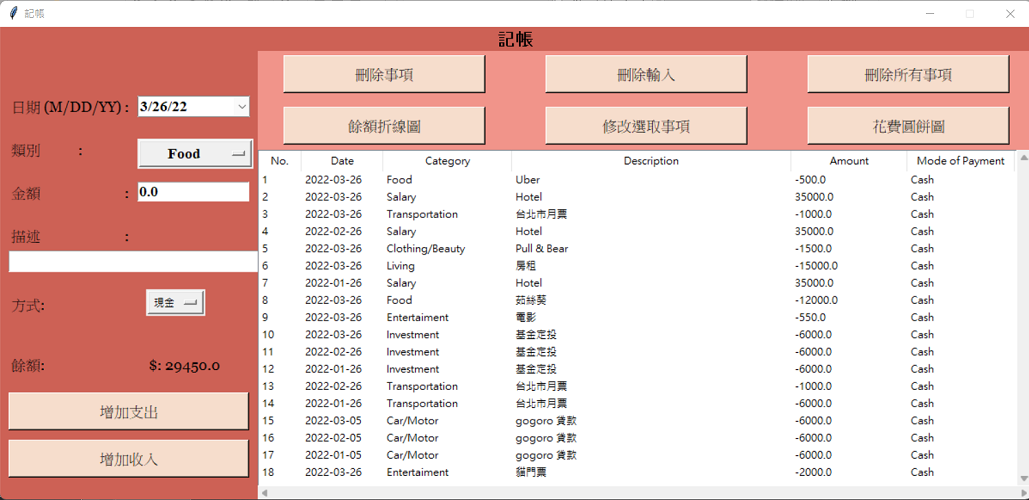 記帳
記帳
刪除事項 刪除輸入 刪除所有事項
餘額折線圖 修改選取事項 花費圓餅圖
日期 (M/DD/YY) : 3/26/22
類別 : Food
金額 : 0.0
描述 :
方式: 現金
餘額: $: 29450.0
增加支出
增加收入
No. Date Category Description Amount Mode of Payment
1 2022-03-26 Food Uber -500.0 Cash
2 2022-03-26 Salary Hotel 35000.0 Cash
3 2022-03-26 Transportation 台北市月票 -1000.0 Cash
4 2022-02-26 Salary Hotel 35000.0 Cash
5 2022-03-26 Clothing/Beauty Pull & Bear -1500.0 Cash
6 2022-03-26 Living 房租 -15000.0 Cash
7 2022-01-26 Salary Hotel 35000.0 Cash
8 2022-03-26 Food 茹絲葵 -12000.0 Cash
9 2022-03-26 Entertaiment 電影 -550.0 Cash
10 2022-03-26 Investment 基金定投 -6000.0 Cash
11 2022-02-26 Investment 基金定投 -6000.0 Cash
12 2022-01-26 Investment 基金定投 -6000.0 Cash
13 2022-02-26 Transportation 台北市月票 -1000.0 Cash
14 2022-01-26 Transportation 台北市月票 -6000.0 Cash
15 2022-03-05 Car/Motor gogoro 貸款 -6000.0 Cash
16 2022-02-05 Car/Motor gogoro 貸款 -6000.0 Cash
17 2022-01-05 Car/Motor gogoro 貸款 -6000.0 Cash
18 2022-03-26 Entertaiment 貓門票 -2000.0 Cash